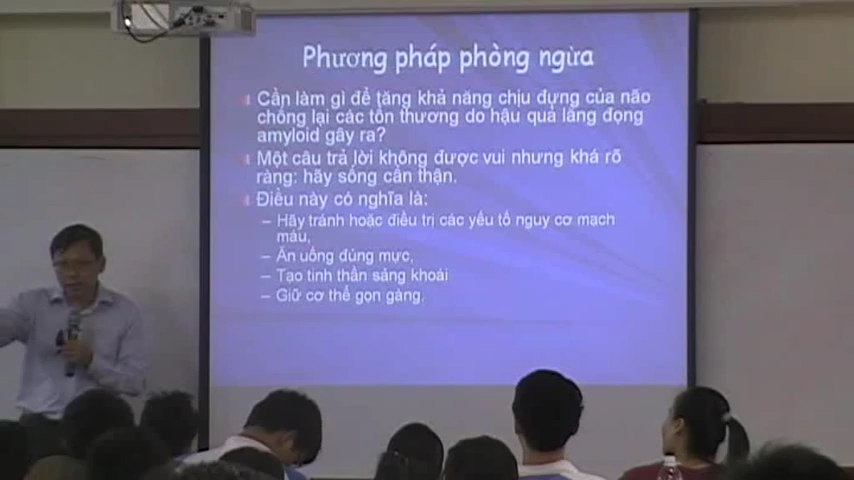 Phương pháp phòng ngừa
Cần làm gì để tăng khả năng chịu đựng của não
chống lại các tổn thương do hậu quả lắng đọng
amyloid gây ra?
Một câu trả lời không được vui nhưng khá rõ
ràng: hãy sống cẩn thận.
Điều này có nghĩa là:
– Hãy tránh hoặc điều trị các yếu tố nguy cơ mạch
máu,
– Ăn uống đúng mực,
– Tạo tinh thần sảng khoái
– Giữ cơ thể gọn gàng.